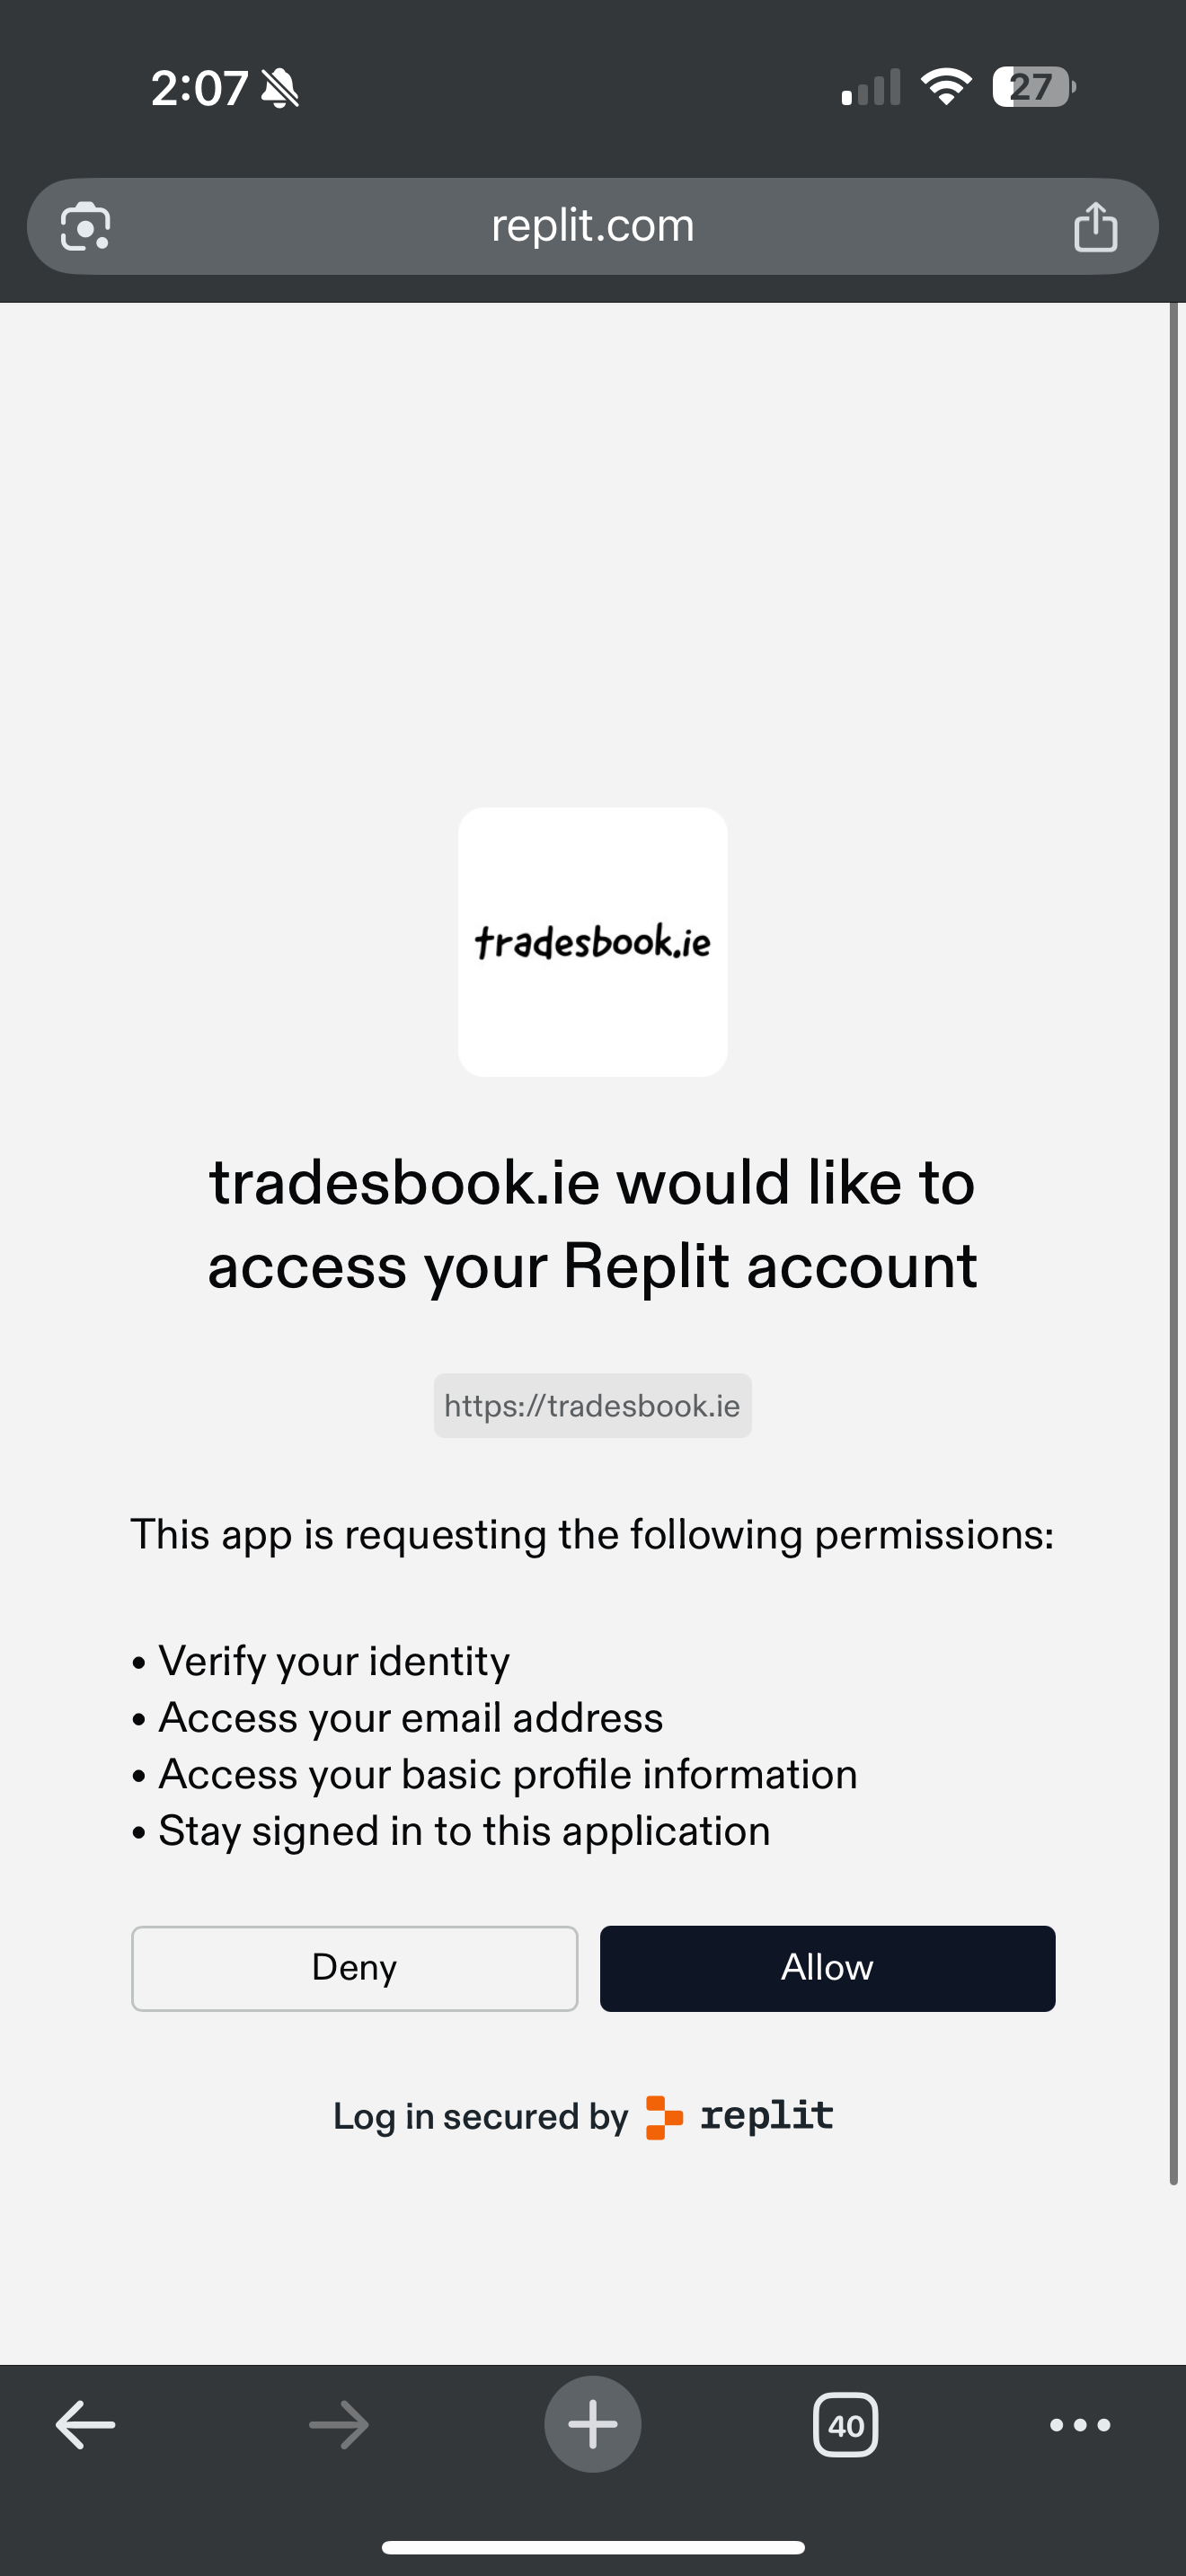 2:07
27
replit.com
tradesbook.ie
tradesbook.ie would like to
access your Replit account
https://tradesbook.ie
This app is requesting the following permissions:
• Verify your identity
• Access your email address
• Access your basic profile information
• Stay signed in to this application
Deny
Allow
Log in secured by replit
40